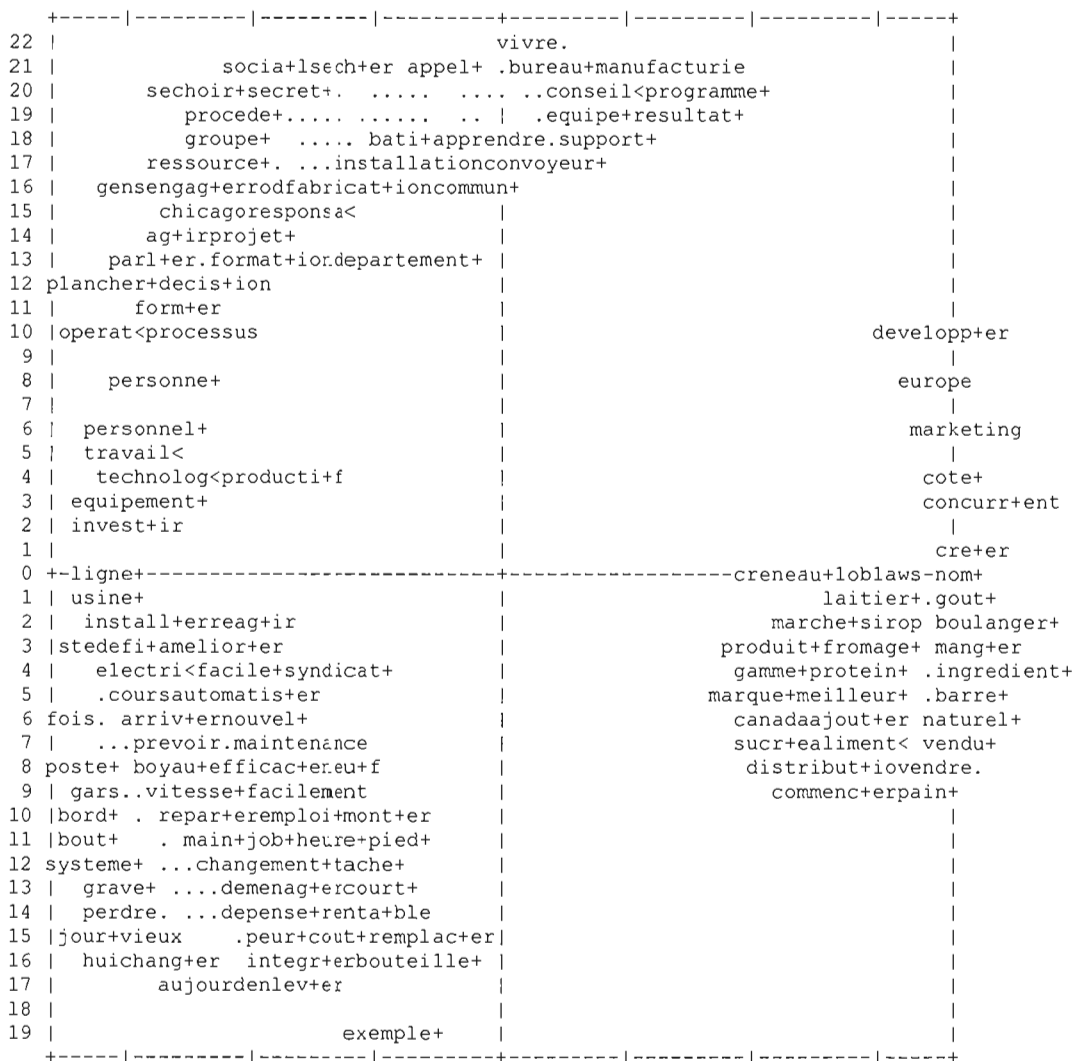 +-----|---------|---------|---------+---------|---------|---------|-----+
22 | vivre. |
21 | socia+lsech+er appel+ .bureau+manufacturie |
20 | sechoir+secret+. ..... .... ..conseil<programme+ |
19 | procede+..... ...... .. | .equipe+resultat+ |
18 | groupe+ ..... bati+apprendre.support+ |
17 | ressource+. ...installationconvoyeur+ |
16 | gensengag+errodfabricat+ioncommun+ |
15 | chicagoresponsa< | |
14 | ag+irprojet+ | |
13 | parl+er.format+iondepartement+ | |
12 plancher+decis+ion | |
11 | form+er | |
10 |operat<processus | developp+er
9 | | |
8 | personne+ | europe
7 | | |
6 | personnel+ | marketing
5 | travail< | |
4 | technolog<producti+f | cote+
3 | equipement+ | concurr+ent
2 | invest+ir | |
1 | | cre+er
0 +-ligne+-----------------------------+------------------creneau+loblaws-nom+
1 | usine+ | laitier+.gout+
2 | install+erreag+ir | marche+sirop boulanger+
3 |stedefi+amelior+er | produit+fromage+ mang+er
4 | electri<facile+syndicat+ | gamme+protein+ .ingredient+
5 | .coursautomatis+er | marque+meilleur+ .barre+
6 fois. arriv+ernouvel+ | canadaajout+er naturel+
7 | ...prevoir.maintenance | sucr+ealiment< vendu+
8 poste+ boyau+efficac+e.eu+f | distribut+iovendre.
9 | gars..vitesse+facilement | commenc+erpain+
10 |bord+ . repar+eremploi+mont+er | |
11 |bout+ . main+job+heure+pied+ | |
12 systeme+ ...changement+tache+ | |
13 | grave+ ....demenag+ercourt+ | |
14 | perdre. ...depense+renta+ble | |
15 |jour+vieux .peur+cout+remplac+er| |
16 | huichang+er integr+erbouteille+ | |
17 | aujourdenlev+er | |
18 | | |
19 | exemple+ | |
+-----|---------|---------|---------+---------|---------|---------|-----+